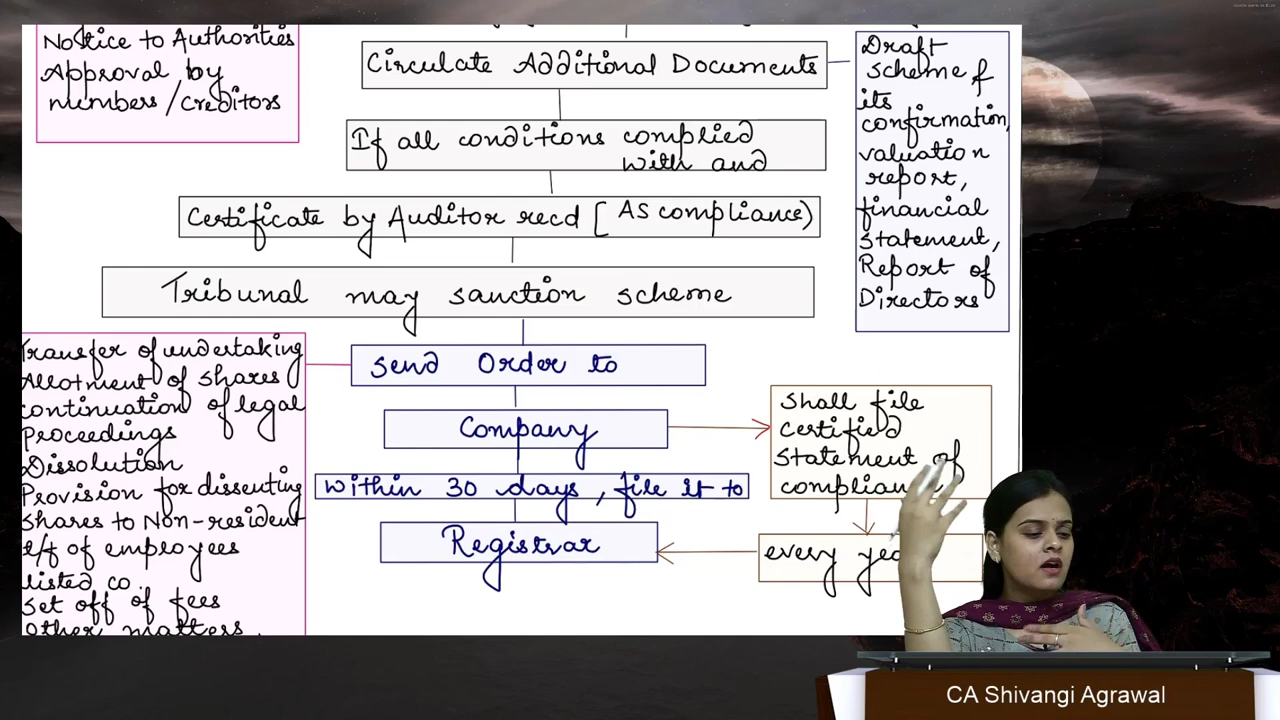 Notice to Authorities
Approval by
members/creditors
Circulate Additional Documents
Draft
scheme &
its
confirmation,
valuation
report,
financial
statement,
Report of
Directors
If all conditions complied
with and
Certificate by Auditor recd [AS compliance)
Tribunal may sanction scheme
Send Order to
Transfer of undertaking
Allotment of shares
continuation of legal
Proceedings
Dissolution
Provision for dissenting
shares to Non-resident
t/f of employees
listed co.
set off of fees
other matters.
Company
Shall file
certified
statement of
compliance
within 30 days, file it to
Registrar
every
CA Shivangi Agrawal